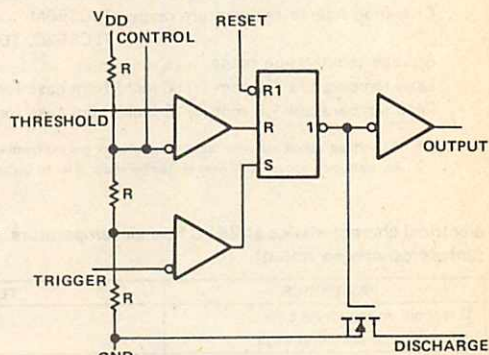 VDD
RESET
CONTROL
R
R1
THRESHOLD
R
1
OUTPUT
S
R
TRIGGER
R
DISCHARGE
GND